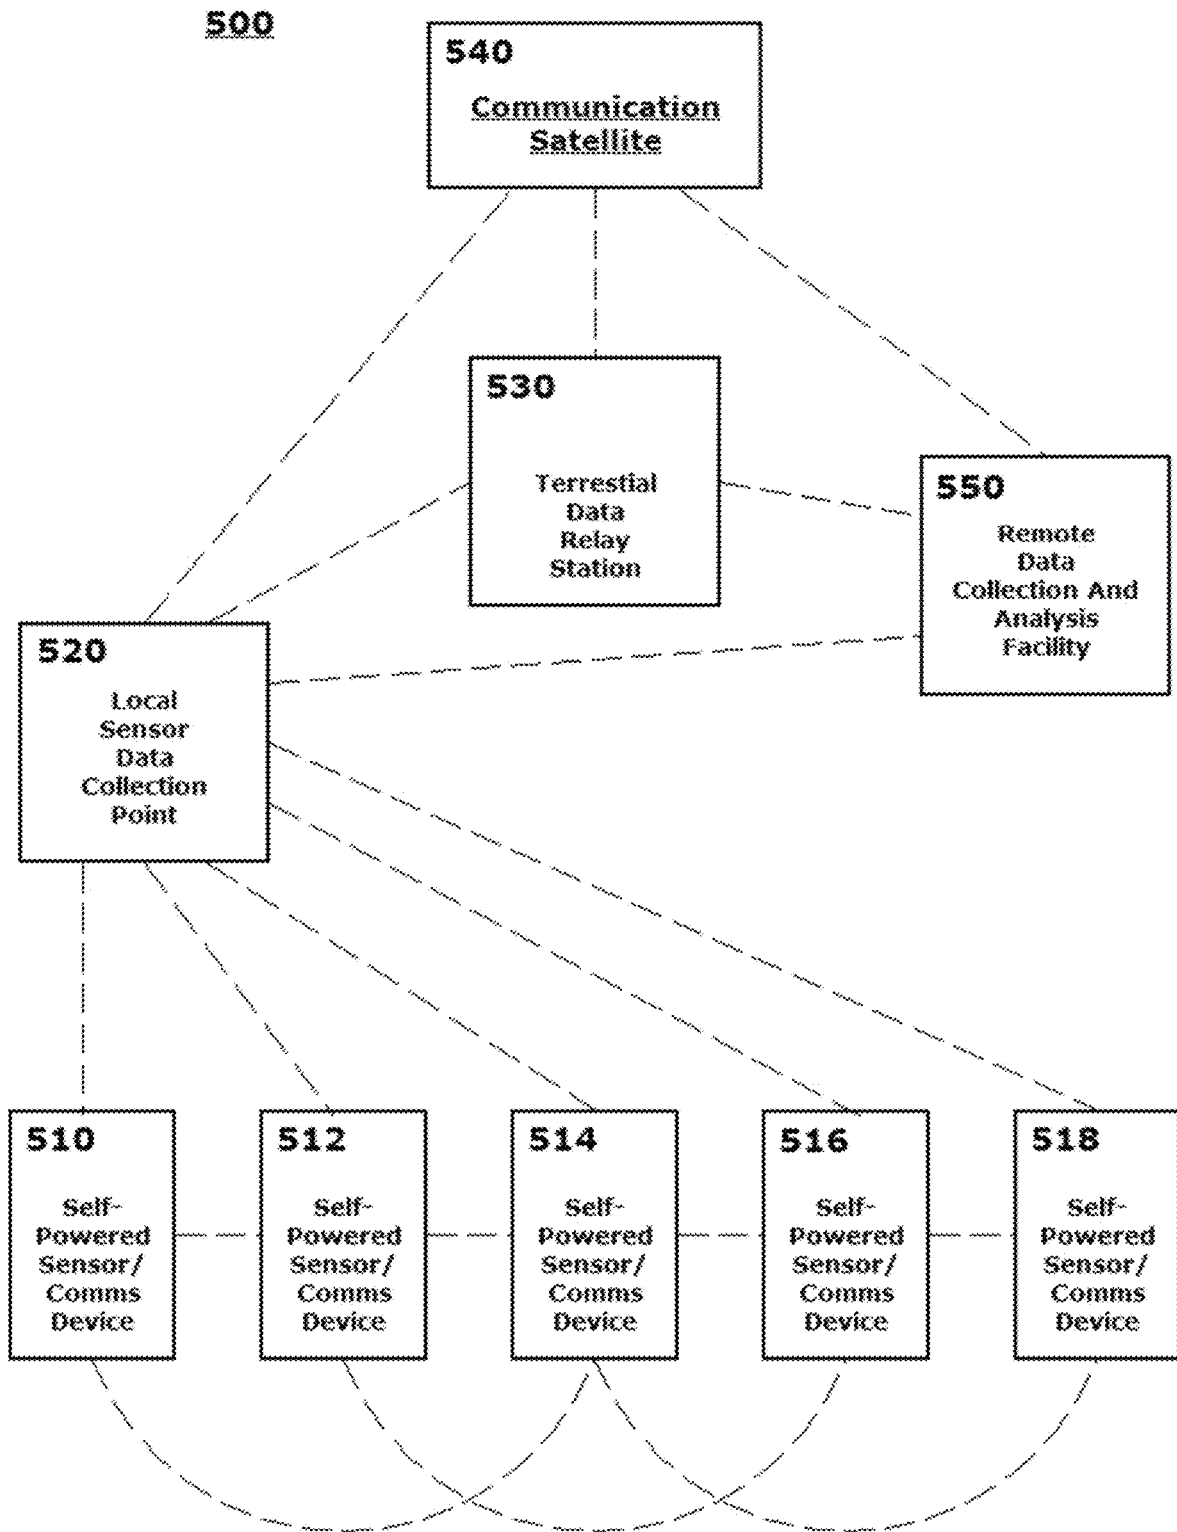 500
540
Communication
Satellite
530
Terrestial
Data
Relay
Station
550
Remote
Data
Collection And
Analysis
Facility
520
Local
Sensor
Data
Collection
Point
510
Self-
Powered
Sensor/
Comms
Device
512
Self-
Powered
Sensor/
Comms
Device
514
Self-
Powered
Sensor/
Comms
Device
516
Self-
Powered
Sensor/
Comms
Device
518
Self-
Powered
Sensor/
Comms
Device